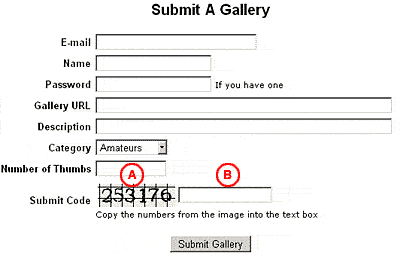 Submit A Gallery
E-mail
Name
Password If you have one
Gallery URL
Description
Category Amateurs
Number of Thumbs A B
Submit Code 253176
Copy the numbers from the image into the text box
Submit Gallery